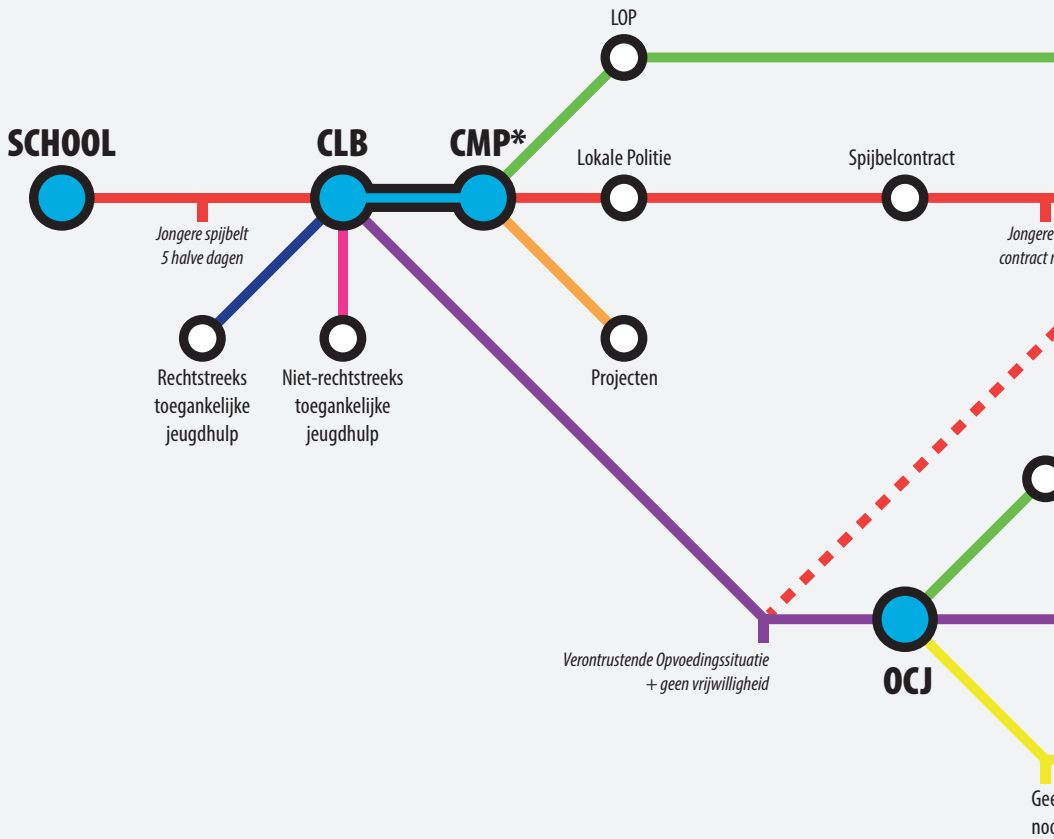 LOP
SCHOOL
CLB
CMP*
Lokale Politie
Spijbelcontract
Jongere spijbelt
5 halve dagen
Jongere
contract
Rechtstreeks
toegankelijke
jeugdhulp
Niet-rechtstreeks
toegankelijke
jeugdhulp
Projecten
Verontrustende Opvoedingssituatie
+ geen vrijwilligheid
OCJ